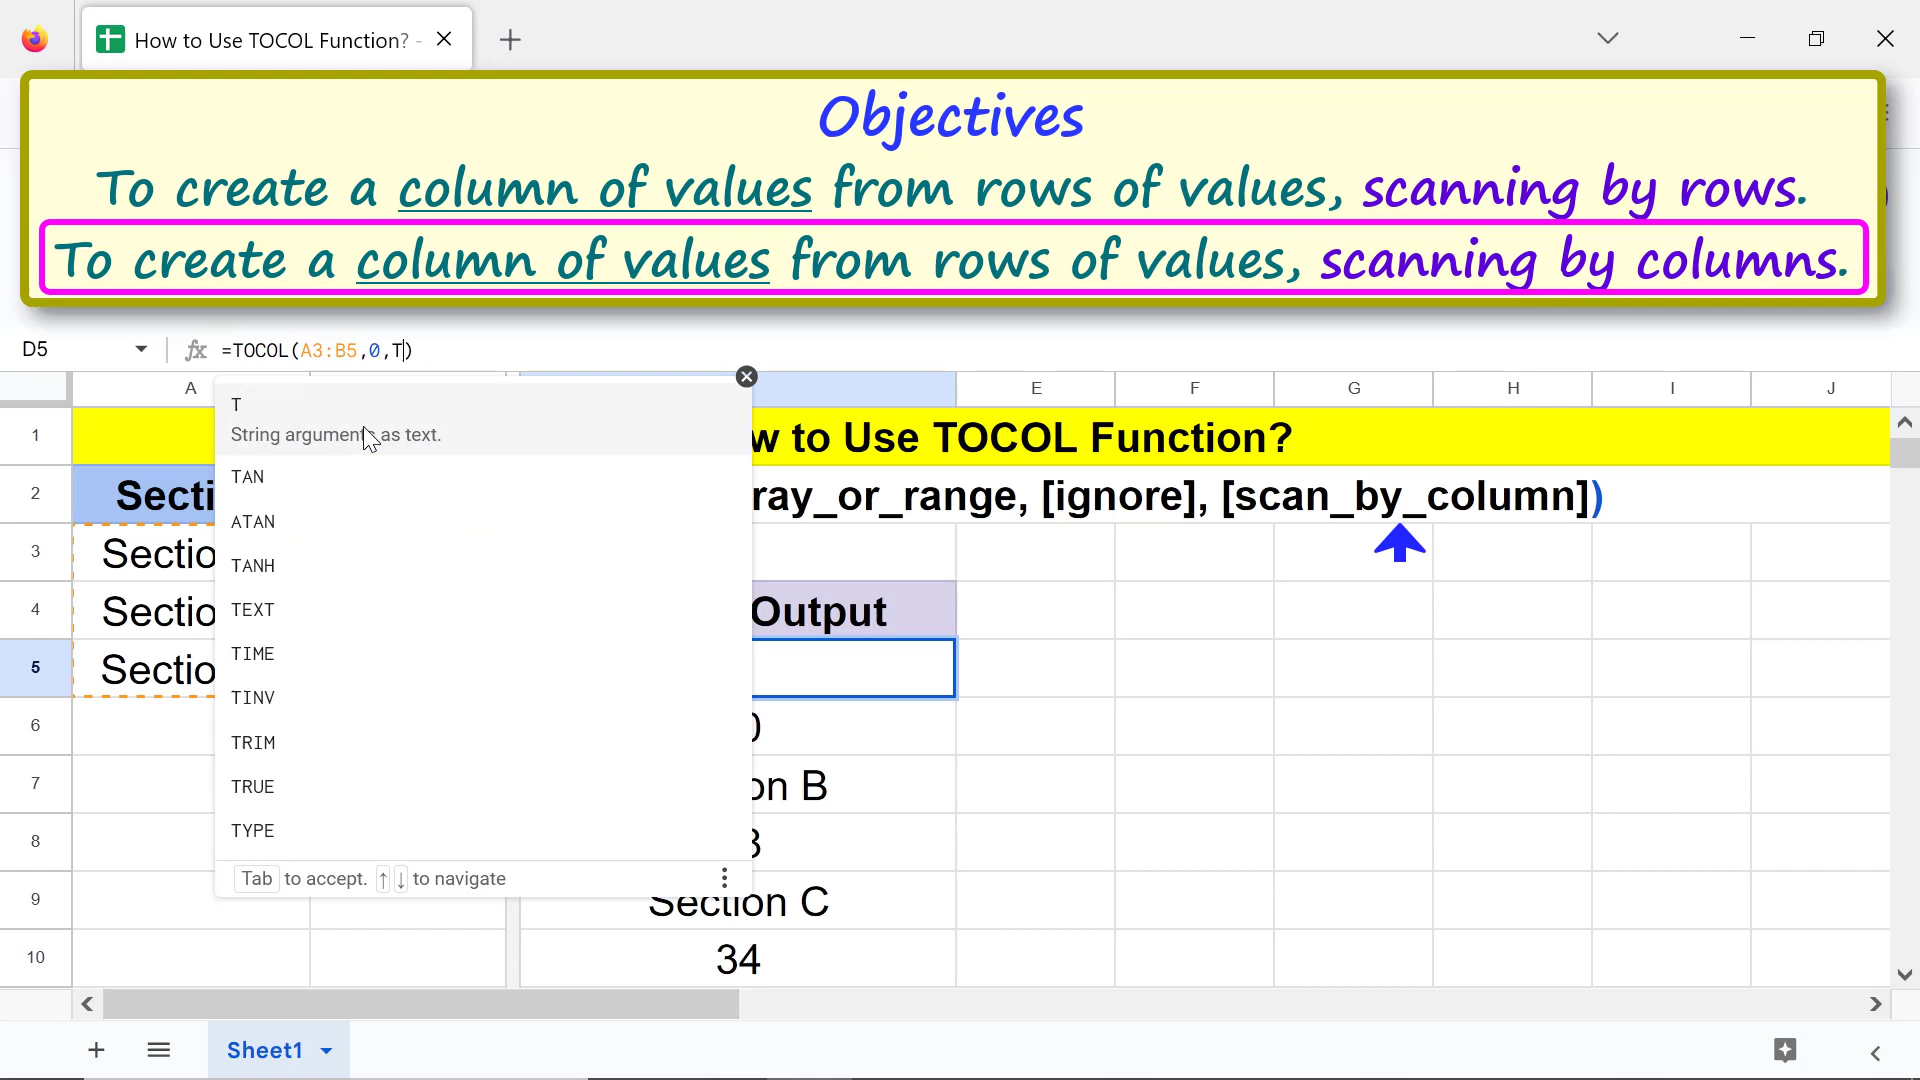 How to Use TOCOL Function? -
Objectives
To create a column of values from rows of values, scanning by rows.
To create a column of values from rows of values, scanning by columns.
D5
fx =TOCOL(A3:B5,0,T)
A
E F G H I J
T
String arguments as text.
TAN
ATAN
TANH
TEXT
TIME
TINV
TRIM
TRUE
TYPE
Tab to accept. ↑ ↓ to navigate
1
w to Use TOCOL Function?
2
Secti
ray_or_range, [ignore], [scan_by_column])
3
Sectio
4
Sectio
Output
5
Sectio
6
7
on B
8
9
Section C
10
34
+ Sheet1